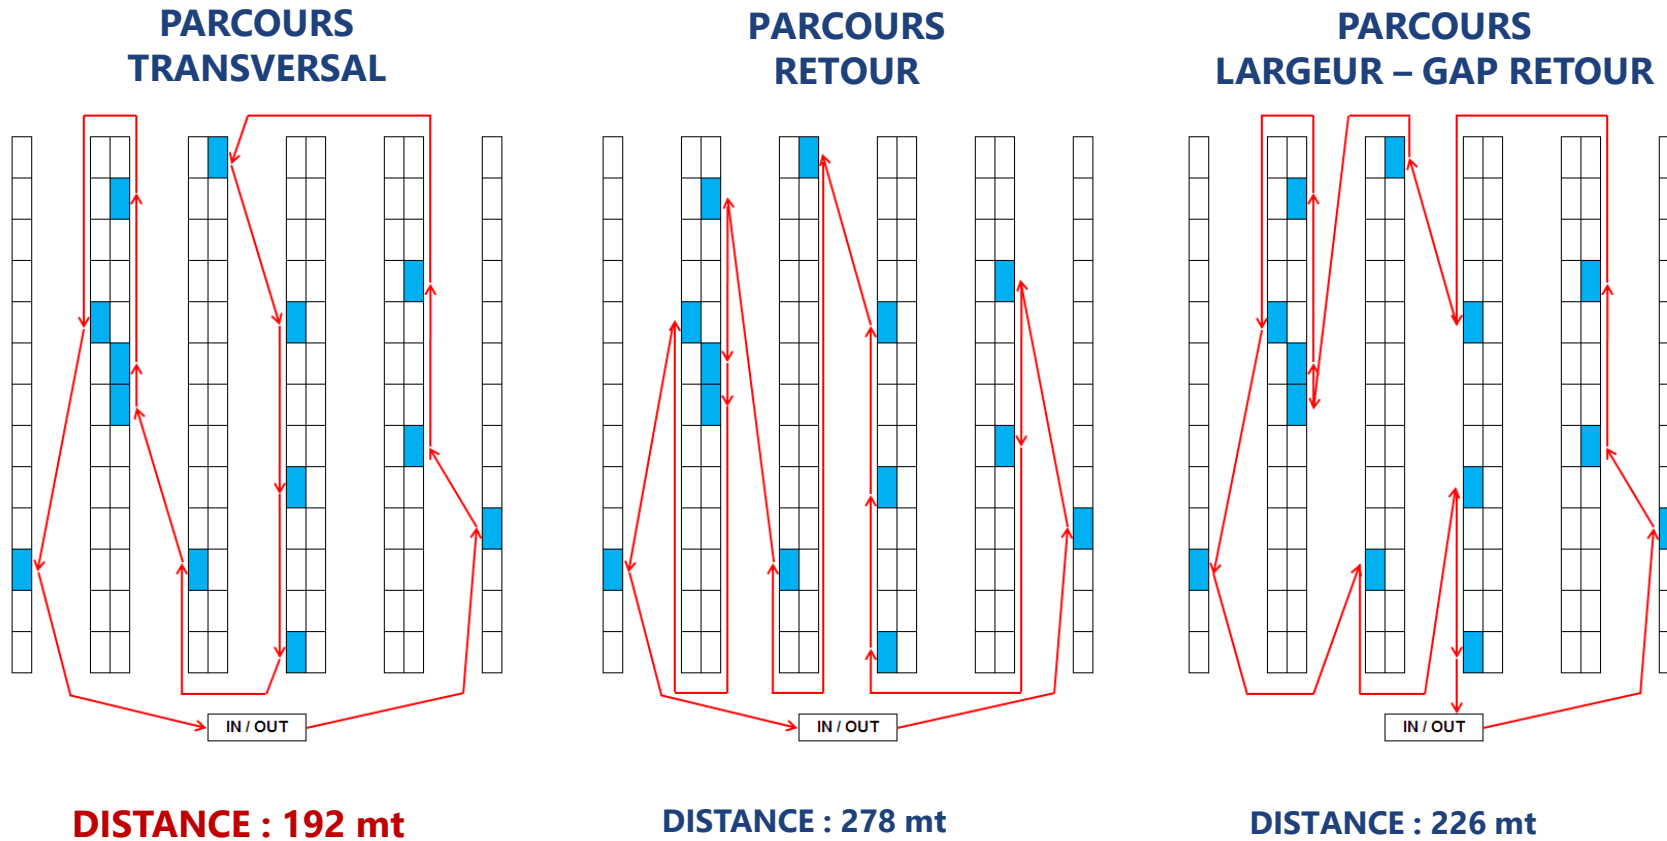 PARCOURS
TRANSVERSAL
IN / OUT
DISTANCE : 192 mt
PARCOURS
RETOUR
IN / OUT
DISTANCE : 278 mt
PARCOURS
LARGEUR – GAP RETOUR
IN / OUT
DISTANCE : 226 mt